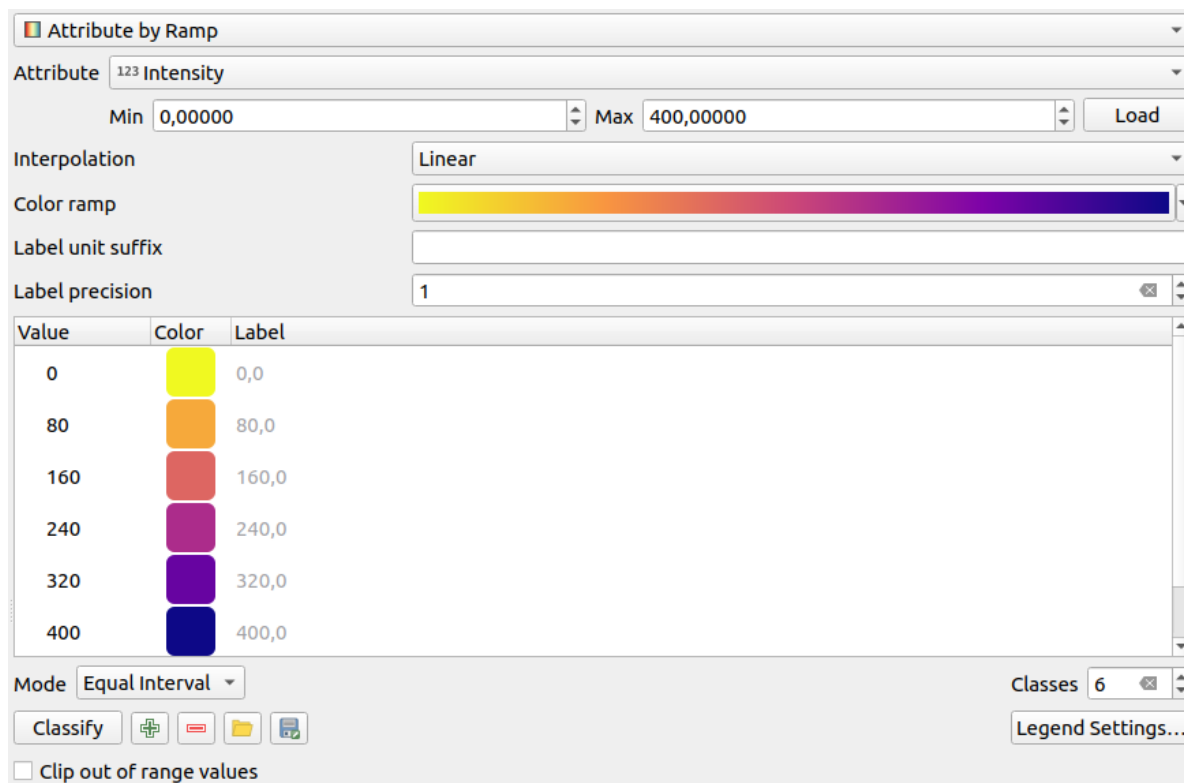 Attribute by Ramp
Attribute 123 Intensity
Min 0,00000 Max 400,00000 Load
Interpolation Linear
Color ramp
Label unit suffix
Label precision 1
Value Color Label
0 0,0
80 80,0
160 160,0
240 240,0
320 320,0
400 400,0
Mode Equal Interval Classes 6
Classify Legend Settings...
Clip out of range values